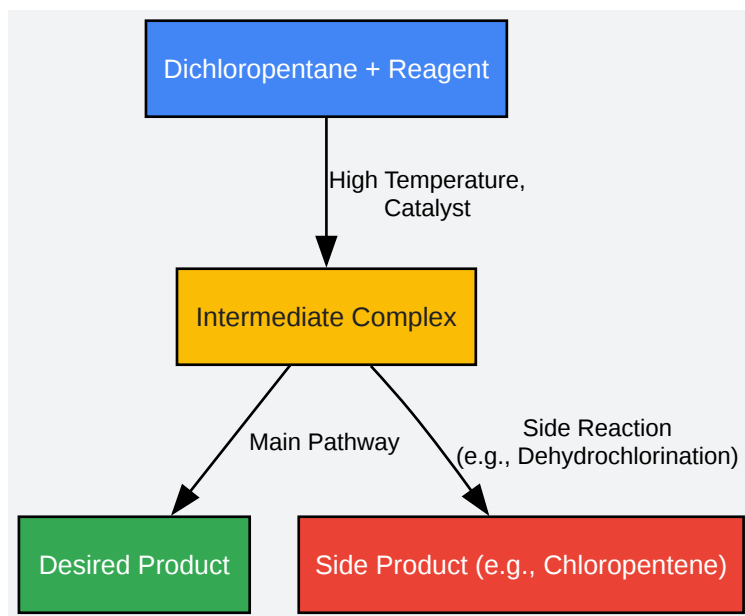 Dichloropentane + Reagent
High Temperature,
Catalyst
Intermediate Complex
Main Pathway
Side Reaction
(e.g., Dehydrochlorination)
Desired Product
Side Product (e.g., Chloropentene)